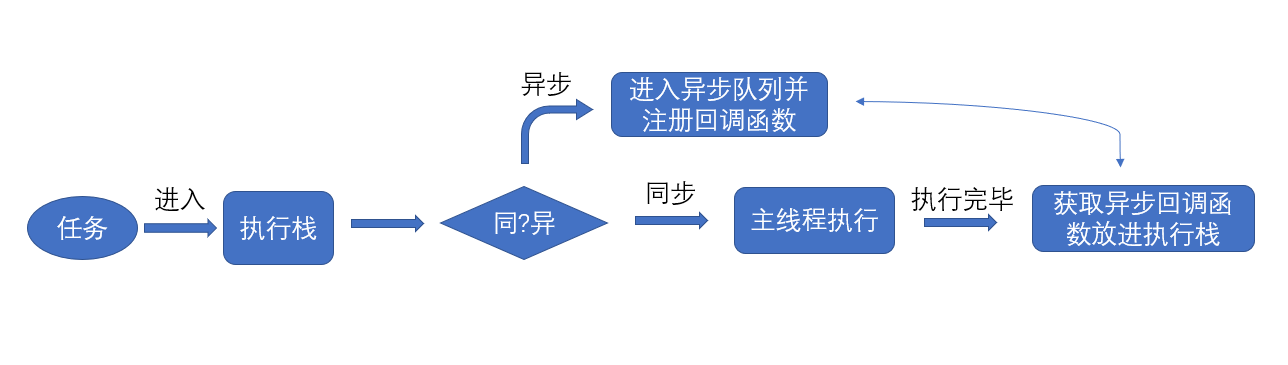 任务
进入
执行栈
同?异
异步
进入异步队列并
注册回调函数
同步
主线程执行
执行完毕
获取异步回调函
数放进执行栈